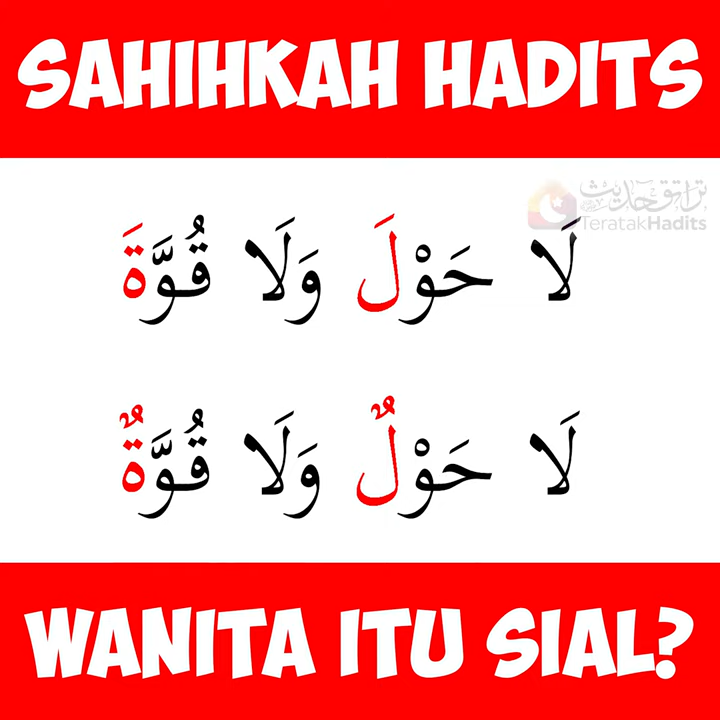 SAHIHKAH HADITS
TeratakHadits
لَا حَوْلَ وَلَا قُوَّةَ
لَا حَوْلٌ وَلَا قُوَّةٌ
WANITA ITU SIAL?